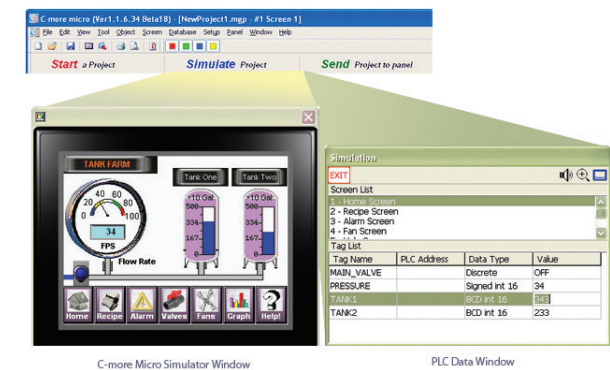 C-more micro (Ver1.1.6.34 Beta18) - [NewProject1.mgp - #1 Screen 1]
File Edit View Tool Object Screen Database Setup Panel Window Help
Start a Project Simulate Project Send Project to panel
TANK FARM
Tank One Tank Two
×10 Gal. ×10 Gal.
500 500
334 334
167 167
0 0
0 20 40 60 80 100
34
FPS
Flow Rate
Home Recipe Alarm Valves Fans Graph Help!
C-more Micro Simulator Window
Simulation
EXIT
Screen List
1 - Home Screen
2 - Recipe Screen
3 - Alarm Screen
4 - Fan Screen
Tag List
Tag Name PLC Address Data Type Value
MAIN_VALVE Discrete OFF
PRESSURE Signed int 16 34
TANK1 BCD int 16 343
TANK2 BCD int 16 233
PLC Data Window